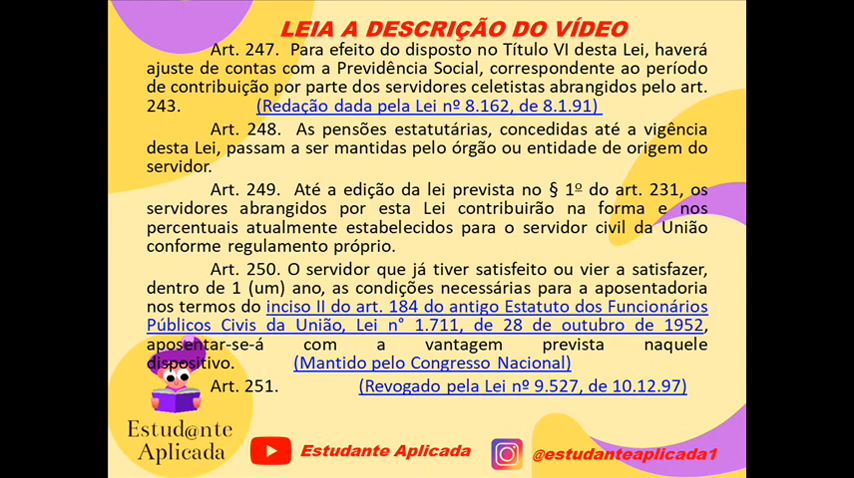 LEIA A DESCRIÇÃO DO VÍDEO
Art. 247. Para efeito do disposto no Título VI desta Lei, haverá
ajuste de contas com a Previdência Social, correspondente ao período
de contribuição por parte dos servidores celetistas abrangidos pelo art.
243. (Redação dada pela Lei nº 8.162, de 8.1.91)
Art. 248. As pensões estatutárias, concedidas até a vigência
desta Lei, passam a ser mantidas pelo órgão ou entidade de origem do
servidor.
Art. 249. Até a edição da lei prevista no § 1º do art. 231, os
servidores abrangidos por esta Lei contribuirão na forma e nos
percentuais atualmente estabelecidos para o servidor civil da União
conforme regulamento próprio.
Art. 250. O servidor que já tiver satisfeito ou vier a satisfazer,
dentro de 1 (um) ano, as condições necessárias para a aposentadoria
nos termos do inciso II do art. 184 do antigo Estatuto dos Funcionários
Públicos Civis da União, Lei n° 1.711, de 28 de outubro de 1952,
aposentar-se-á com a vantagem prevista naquele
dispositivo. (Mantido pelo Congresso Nacional)
Art. 251. (Revogado pela Lei nº 9.527, de 10.12.97)
Estud@nte
Aplicada
Estudante Aplicada
@estudanteaplicada1